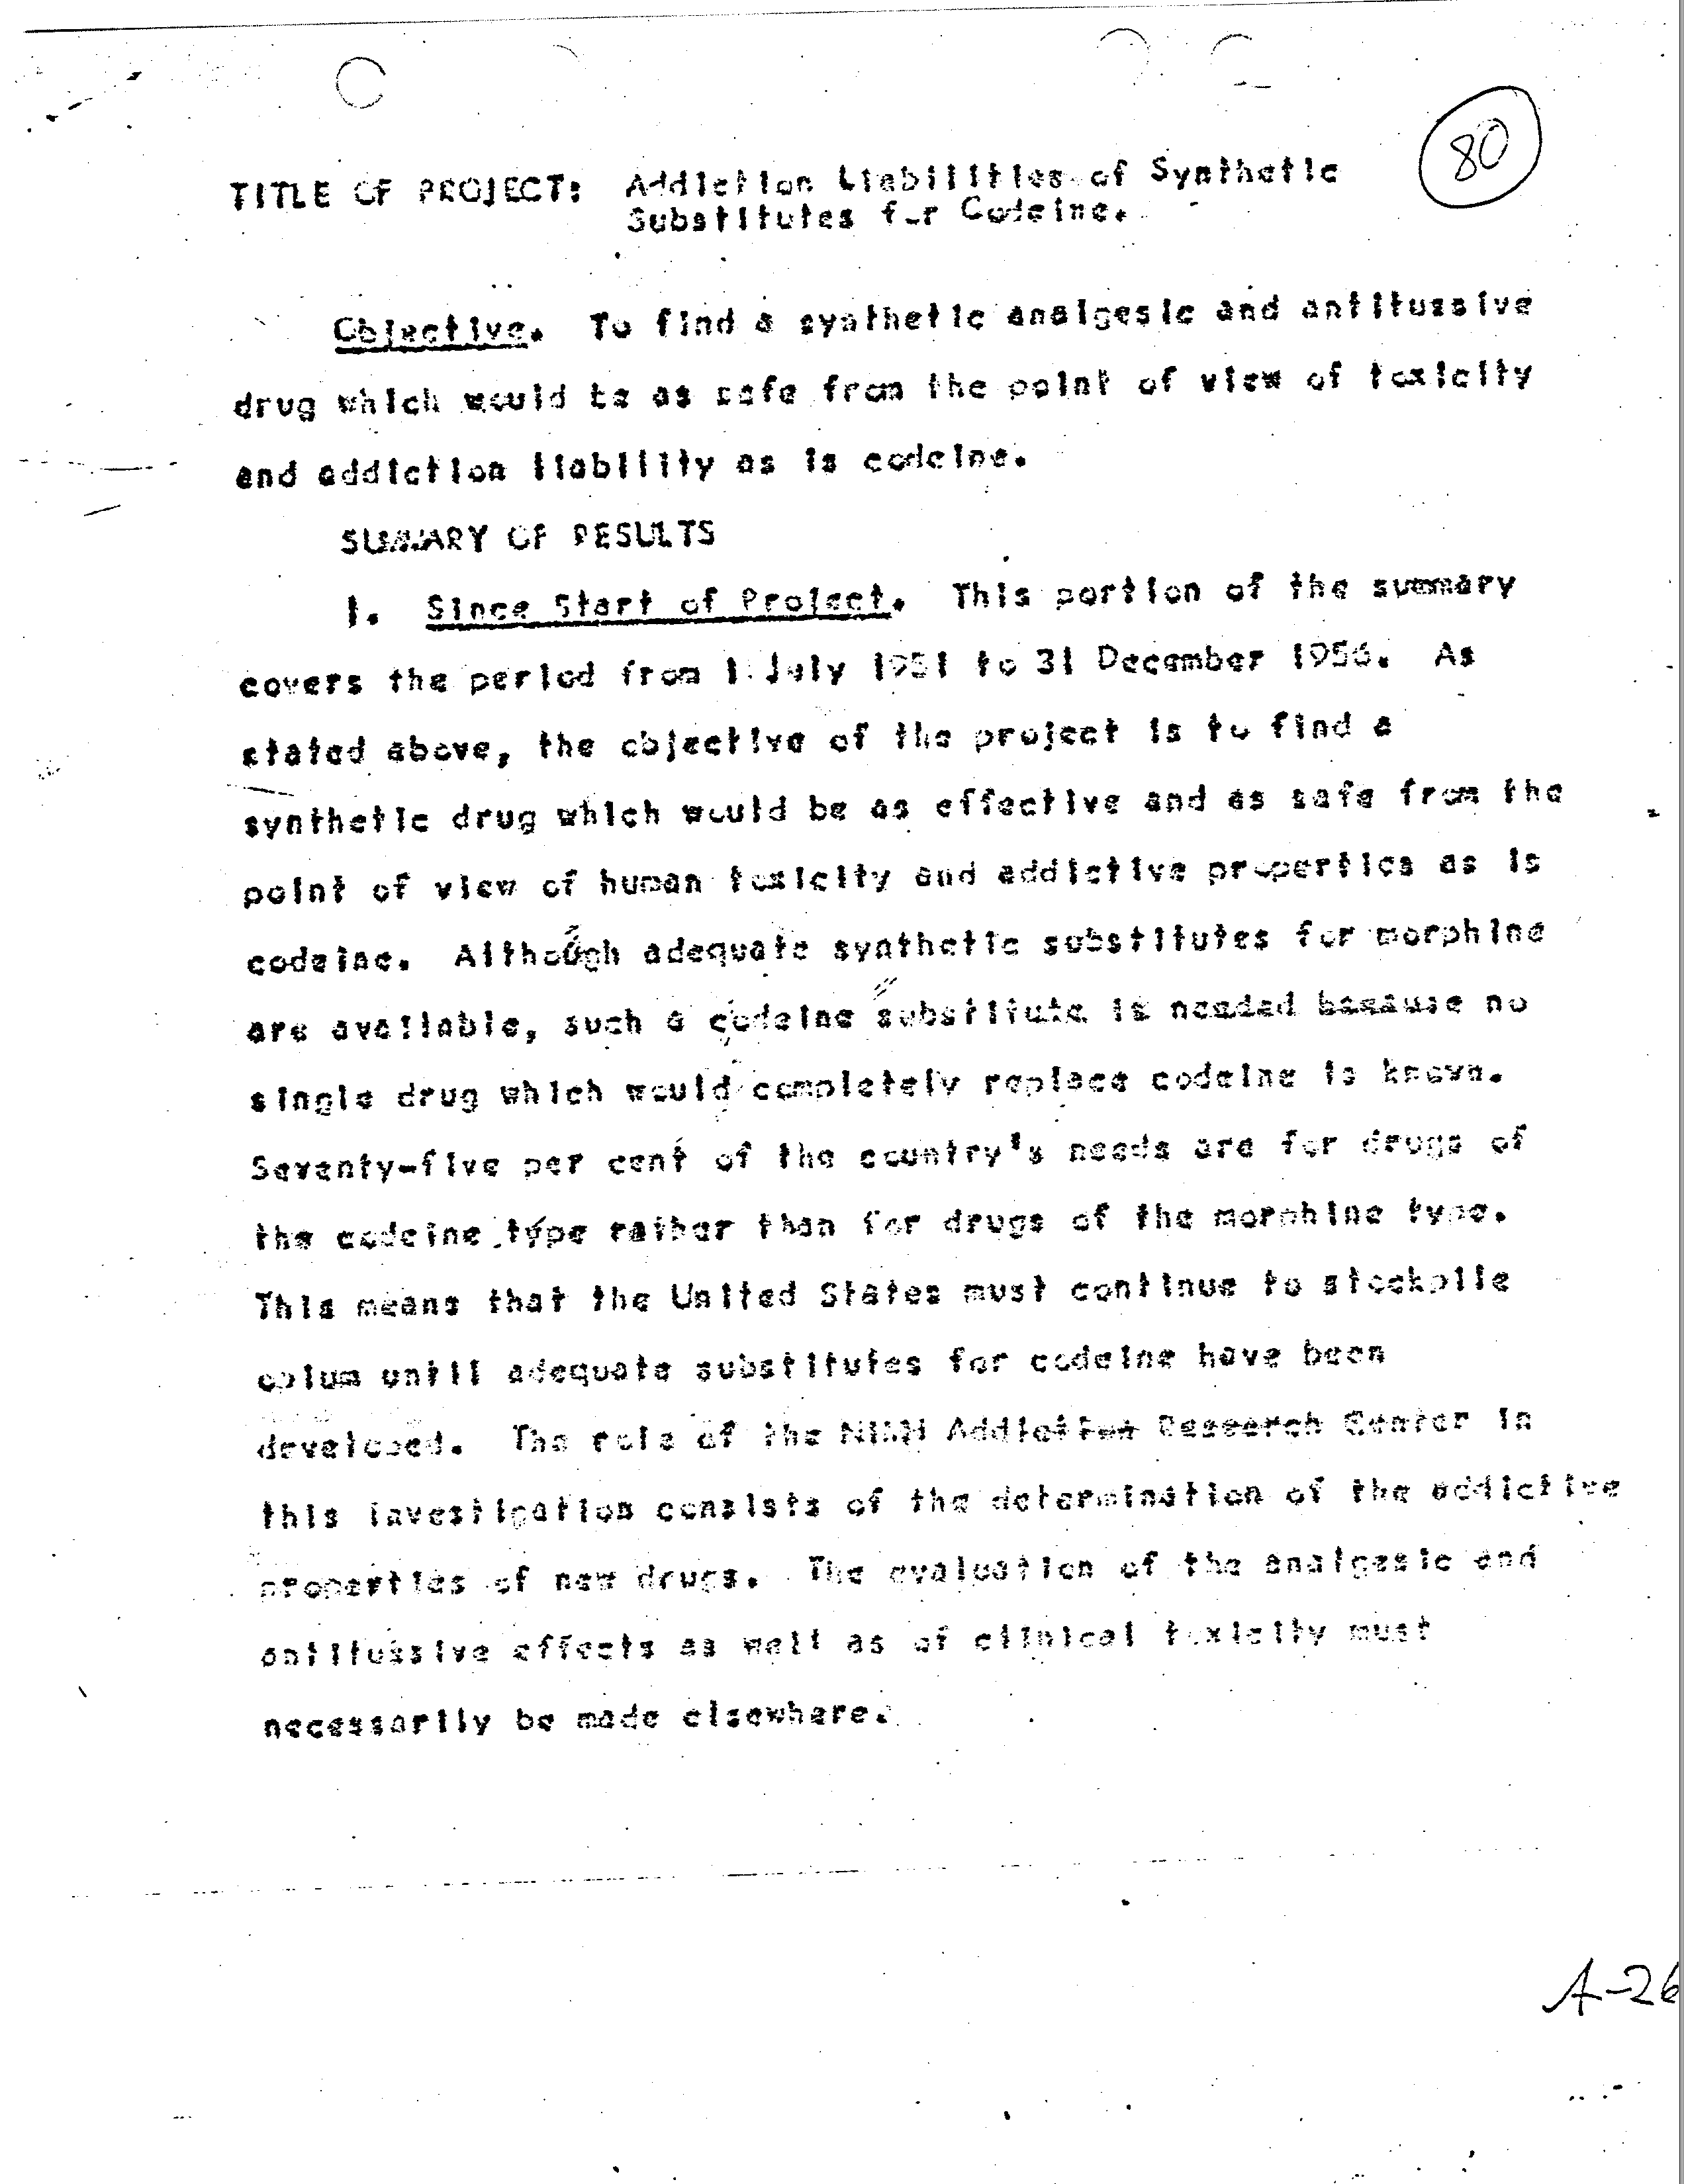 80
TITLE OF PROJECT: Addiction Liabilities of Synthetic
Substitutes for Codeine.
Objective. To find a synthetic analgesic and antitussive
drug which would be as safe from the point of view of toxicity
and addiction liability as is codeine.
SUMMARY OF RESULTS
1. Since Start of Project. This portion of the summary
covers the period from 1 July 1951 to 31 December 1956. As
stated above, the objective of the project is to find a
synthetic drug which would be as effective and as safe from the
point of view of human toxicity and addictive properties as is
codeine. Although adequate synthetic substitutes for morphine
are available, such a codeine substitute is needed because no
single drug which would completely replace codeine is known.
Seventy-five per cent of the country's needs are for drugs of
the codeine type rather than for drugs of the morphine type.
This means that the United States must continue to stockpile
opium until adequate substitutes for codeine have been
developed. The role of the NIMH Addiction Research Center in
this investigation consists of the determination of the addictive
properties of new drugs. The evaluation of the analgesic and
antitussive effects as well as of clinical toxicity must
necessarily be made elsewhere.
A-26